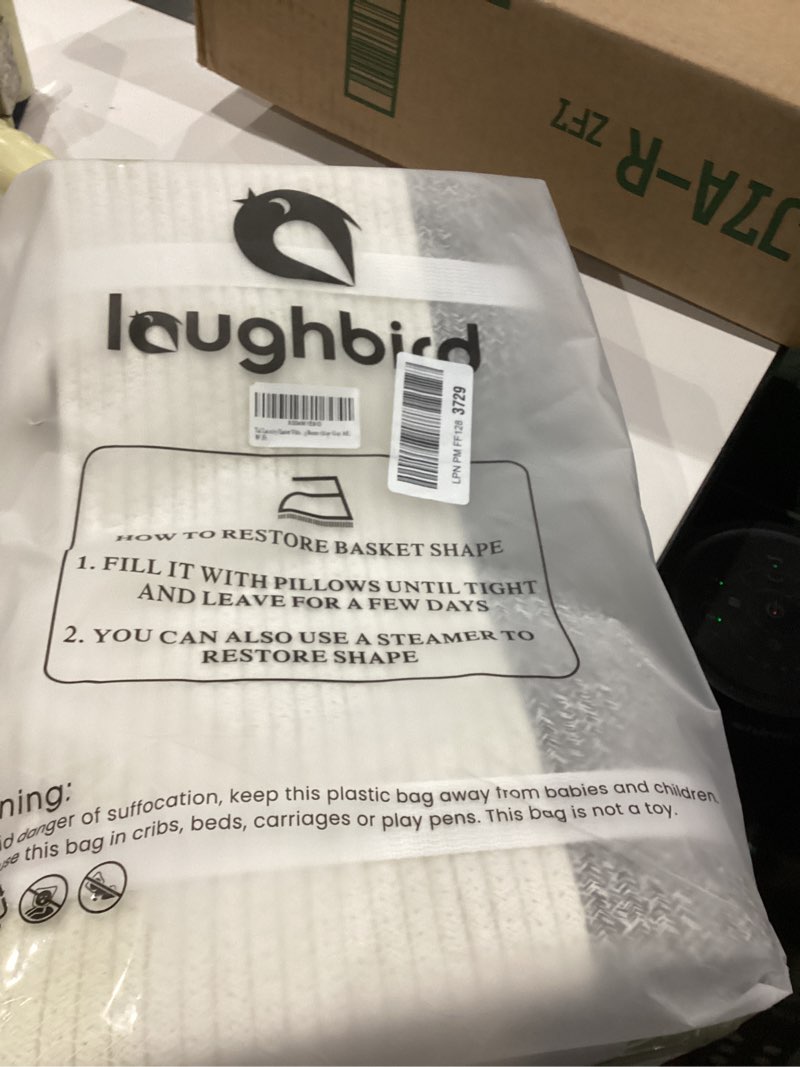 J7A-R ZF7
loughbird
LPN PM FF128 3729
HOW TO RESTORE BASKET SHAPE
1. FILL IT WITH PILLOWS UNTIL TIGHT
AND LEAVE FOR A FEW DAYS
2. YOU CAN ALSO USE A STEAMER TO
RESTORE SHAPE
ning:
id danger of suffocation, keep this plastic bag away from babies and children,
use this bag in cribs, beds, carriages or play pens. This bag is not a toy.